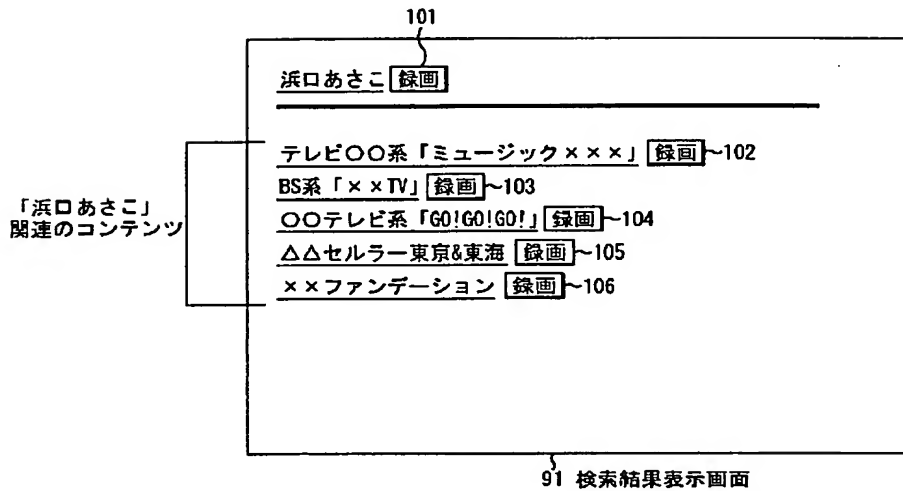 101
浜口あさこ 録画
テレビ〇〇系「ミュージック×××」 録画 ~102
BS系「××TV」 録画 ~103
〇〇テレビ系「GO!GO!GO!」 録画 ~104
△△セルラー東京&東海 録画 ~105
××ファンデーション 録画 ~106
「浜口あさこ」
関連のコンテンツ
91 検索結果表示画面